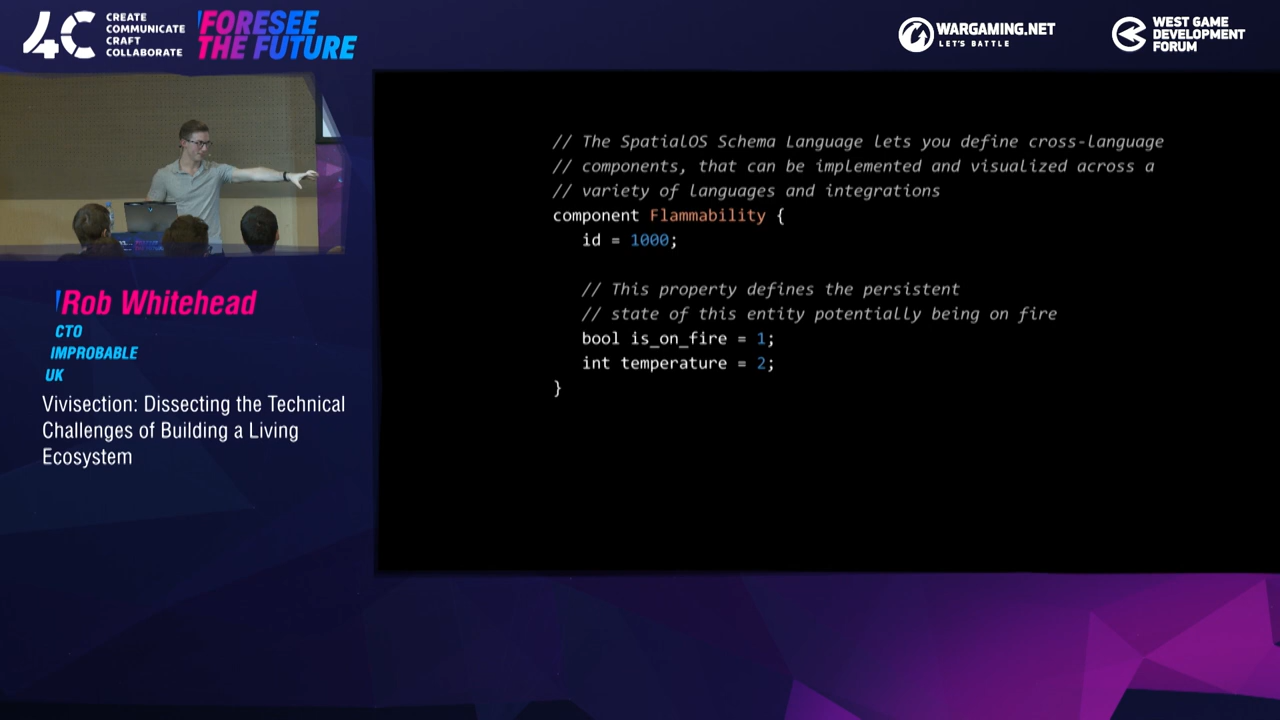 4C
CREATE
COMMUNICATE
CRAFT
COLLABORATE
FORESEE
THE FUTURE
WARGAMING.NET
LET'S BATTLE
WEST GAME
DEVELOPMENT
FORUM
// The SpatialOS Schema Language lets you define cross-language
// components, that can be implemented and visualized across a
// variety of languages and integrations
component Flammability {
id = 1000;
// This property defines the persistent
// state of this entity potentially being on fire
bool is_on_fire = 1;
int temperature = 2;
}
Rob Whitehead
CTO
IMPROBABLE
UK
Vivisection: Dissecting the Technical
Challenges of Building a Living
Ecosystem